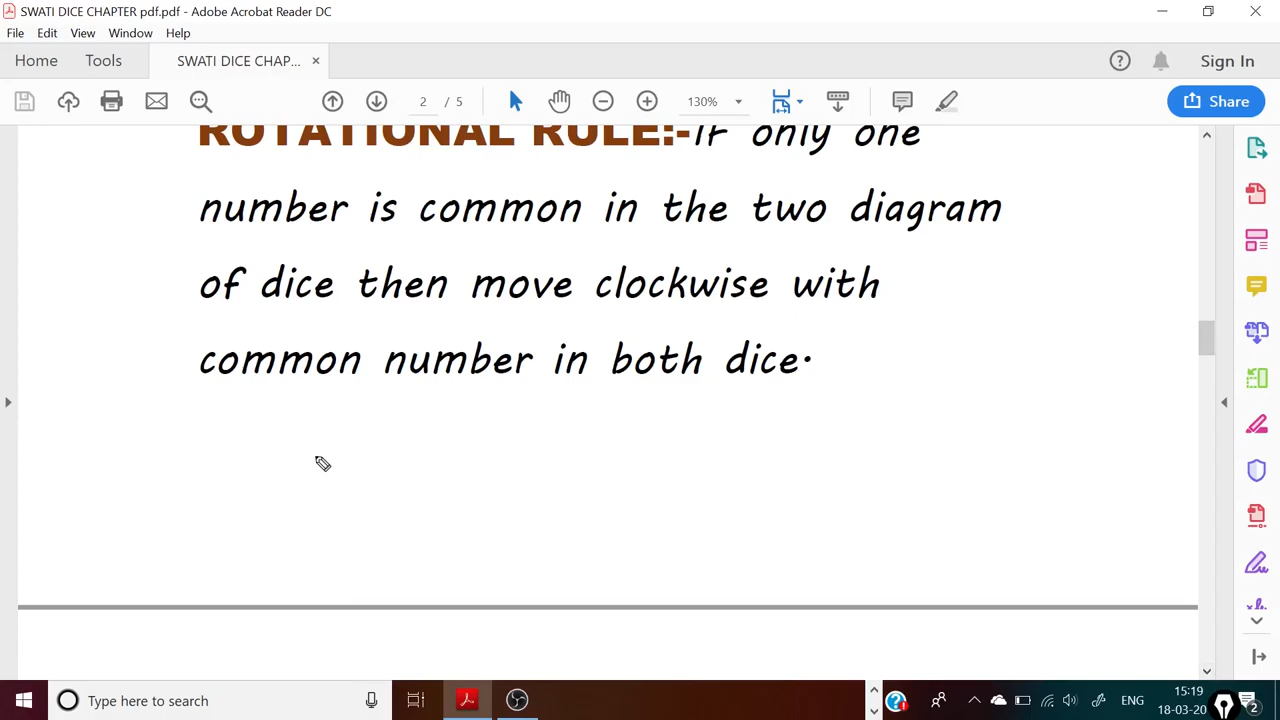 SWATI DICE CHAPTER pdf.pdf - Adobe Acrobat Reader DC
File Edit View Window Help
Home Tools SWATI DICE CHAP... × Sign In
2 / 5 130% Share
ROTATIONAL RULE:-if only one
number is common in the two diagram
of dice then move clockwise with
common number in both dice.
Type here to search
ENG 15:19
18-03-20 2